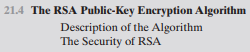 21.4 The RSA Public-Key Encryption Algorithm
Description of the Algorithm
The Security of RSA